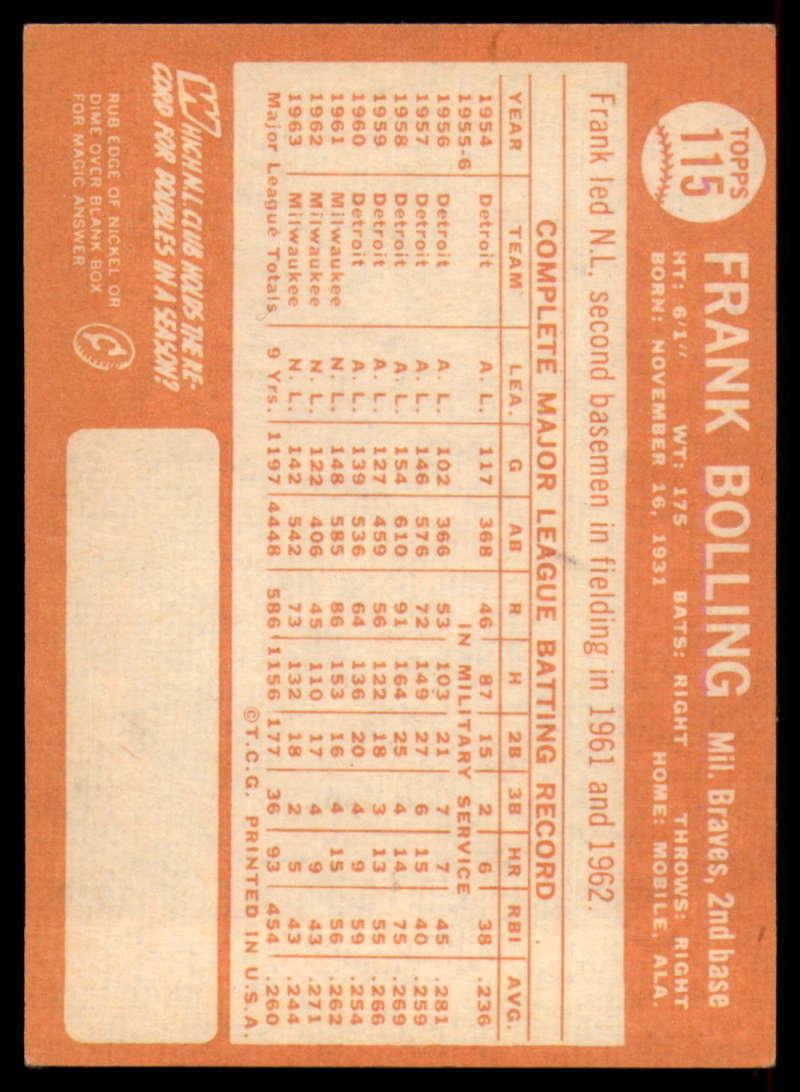 TOPPS
115
FRANK BOLLING Mil. Braves, 2nd base
HT: 6'1" WT: 175 BATS: RIGHT THROWS: RIGHT
BORN: NOVEMBER 16, 1931 HOME: MOBILE, ALA.
Frank led N.L. second basemen in fielding in 1961 and 1962.
COMPLETE MAJOR LEAGUE BATTING RECORD
YEAR TEAM LEA. G AB R H 2B 3B HR RBI AVG.
1954 Detroit A. L. 117 368 46 87 15 2 6 38 .236
1955-6 IN MILITARY SERVICE
1956 Detroit A. L. 102 366 53 103 21 7 7 45 .281
1957 Detroit A. L. 146 576 72 149 27 6 15 40 .259
1958 Detroit A. L. 154 610 91 164 25 4 14 75 .269
1959 Detroit A. L. 127 459 56 122 18 3 13 55 .266
1960 Detroit A. L. 139 536 64 136 20 4 9 59 .254
1961 Milwaukee N. L. 148 585 86 153 16 4 15 56 .262
1962 Milwaukee N. L. 122 406 45 110 17 4 9 43 .271
1963 Milwaukee N. L. 142 542 73 132 18 2 5 43 .244
Major League Totals 9 Yrs. 1197 4448 586 1156 177 36 93 454 .260
©T.C.G. PRINTED IN U.S.A.
WHICH N.L. CLUB HOLDS THE RE-
CORD FOR DOUBLES IN A SEASON?
RUB EDGE OF NICKEL OR
DIME OVER BLANK BOX
FOR MAGIC ANSWER